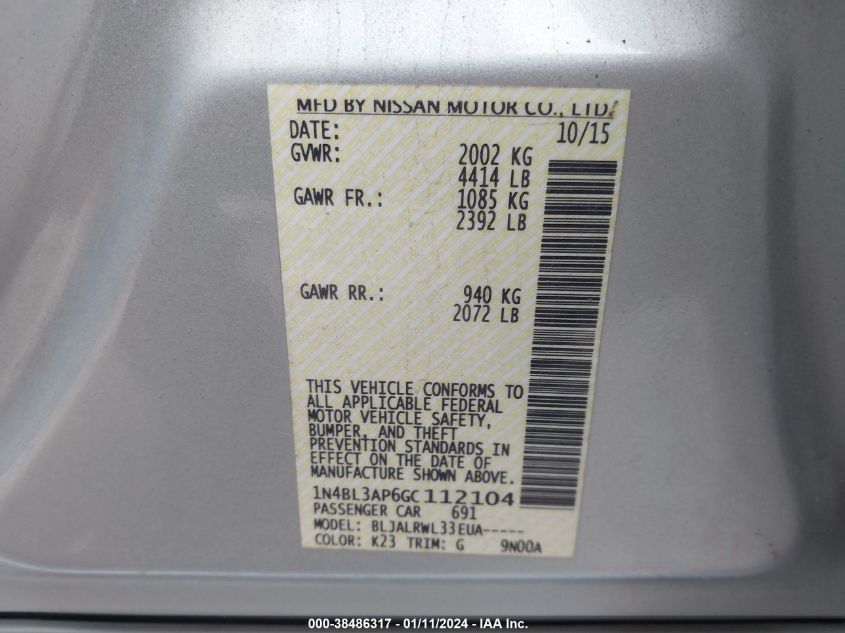 MFD BY NISSAN MOTOR CO., LTD.
DATE: 10/15
GVWR: 2002 KG
4414 LB
GAWR FR.: 1085 KG
2392 LB
GAWR RR.: 940 KG
2072 LB
THIS VEHICLE CONFORMS TO
ALL APPLICABLE FEDERAL
MOTOR VEHICLE SAFETY,
BUMPER, AND THEFT
PREVENTION STANDARDS IN
EFFECT ON THE DATE OF
MANUFACTURE SHOWN ABOVE.
1N4BL3AP6GC112104
PASSENGER CAR 691
MODEL: BLJALRWL33EUA-----
COLOR: K23 TRIM: G 9N00A
000-38486317 - 01/11/2024 - IAA Inc.